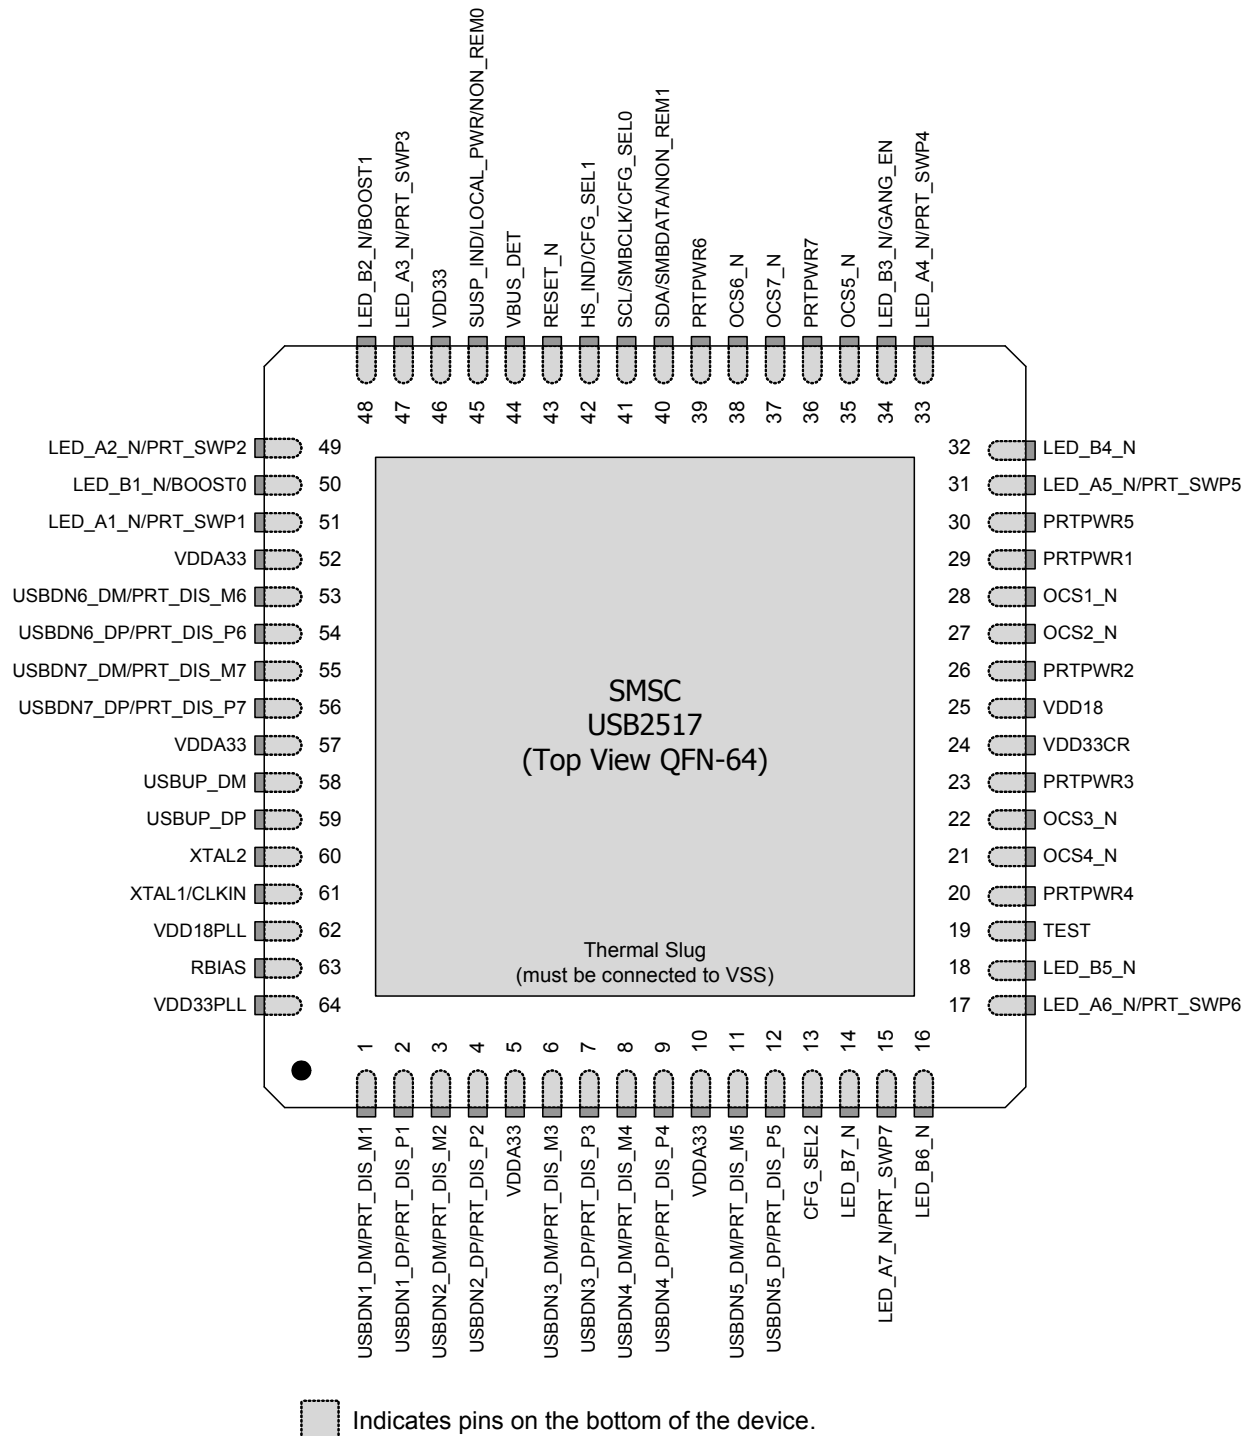 LED_B2_N/BOOST1
LED_A3_N/PRT_SWP3
VDD33
SUSP_IND/LOCAL_PWR/NON_REM0
VBUS_DET
RESET_N
HS_IND/CFG_SEL1
SCL/SMBCLK/CFG_SEL0
SDA/SMBDATA/NON_REM1
PRTPWR6
OCS6_N
OCS7_N
PRTPWR7
OCS5_N
LED_B3_N/GANG_EN
LED_A4_N/PRT_SWP4
48
47
46
45
44
43
42
41
40
39
38
37
36
35
34
33
LED_A2_N/PRT_SWP2 49
LED_B1_N/BOOST0 50
LED_A1_N/PRT_SWP1 51
VDDA33 52
USBDN6_DM/PRT_DIS_M6 53
USBDN6_DP/PRT_DIS_P6 54
USBDN7_DM/PRT_DIS_M7 55
USBDN7_DP/PRT_DIS_P7 56
VDDA33 57
USBUP_DM 58
USBUP_DP 59
XTAL2 60
XTAL1/CLKIN 61
VDD18PLL 62
RBIAS 63
VDD33PLL 64
SMSC
USB2517
(Top View QFN-64)
Thermal Slug
(must be connected to VSS)
32 LED_B4_N
31 LED_A5_N/PRT_SWP5
30 PRTPWR5
29 PRTPWR1
28 OCS1_N
27 OCS2_N
26 PRTPWR2
25 VDD18
24 VDD33CR
23 PRTPWR3
22 OCS3_N
21 OCS4_N
20 PRTPWR4
19 TEST
18 LED_B5_N
17 LED_A6_N/PRT_SWP6
1
2
3
4
5
6
7
8
9
10
11
12
13
14
15
16
USBDN1_DM/PRT_DIS_M1
USBDN1_DP/PRT_DIS_P1
USBDN2_DM/PRT_DIS_M2
USBDN2_DP/PRT_DIS_P2
VDDA33
USBDN3_DM/PRT_DIS_M3
USBDN3_DP/PRT_DIS_P3
USBDN4_DM/PRT_DIS_M4
USBDN4_DP/PRT_DIS_P4
VDDA33
USBDN5_DM/PRT_DIS_M5
USBDN5_DP/PRT_DIS_P5
CFG_SEL2
LED_B7_N
LED_A7_N/PRT_SWP7
LED_B6_N
Indicates pins on the bottom of the device.